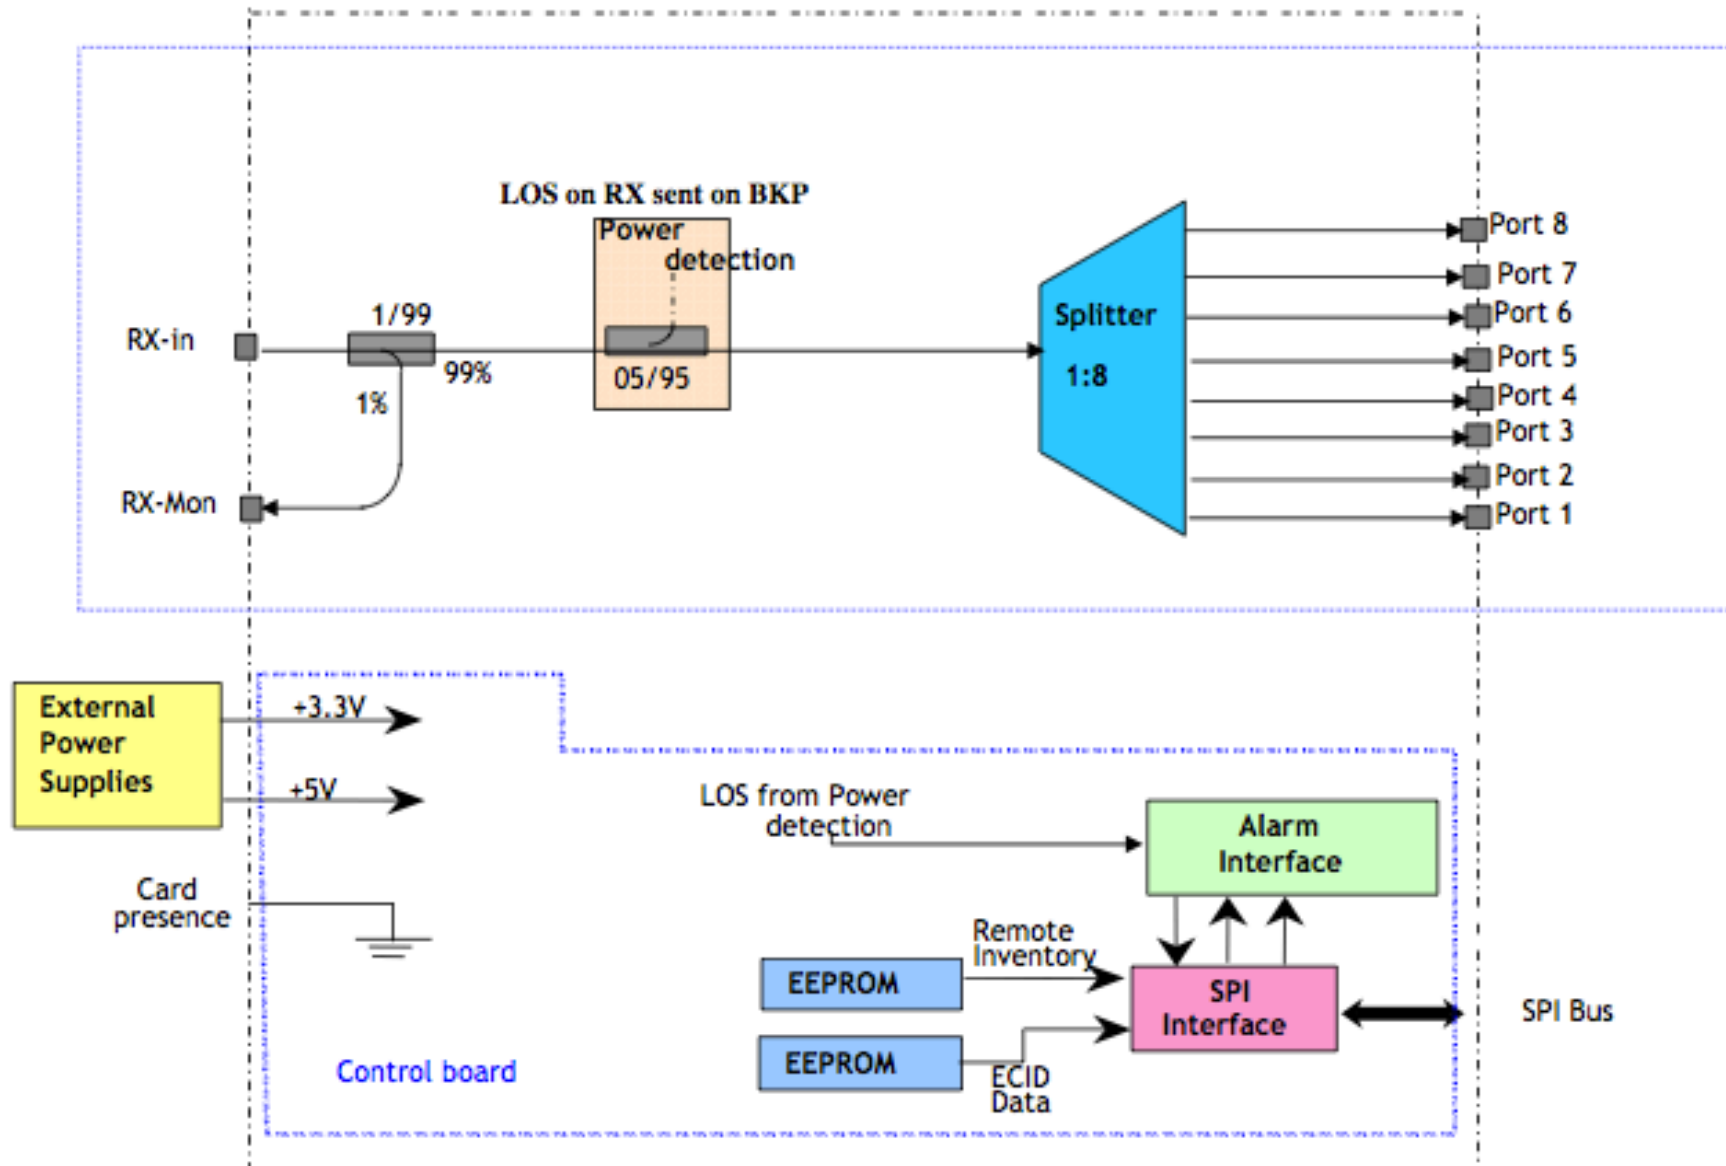 LOS on RX sent on BKP
Power
detection
1/99
RX-in
99%
1%
05/95
RX-Mon
Splitter
1:8
Port 8
Port 7
Port 6
Port 5
Port 4
Port 3
Port 2
Port 1
External
Power
Supplies
+3.3V
+5V
Card
presence
LOS from Power
detection
Alarm
Interface
Remote
Inventory
EEPROM
SPI
Interface
SPI Bus
EEPROM
ECID
Data
Control board